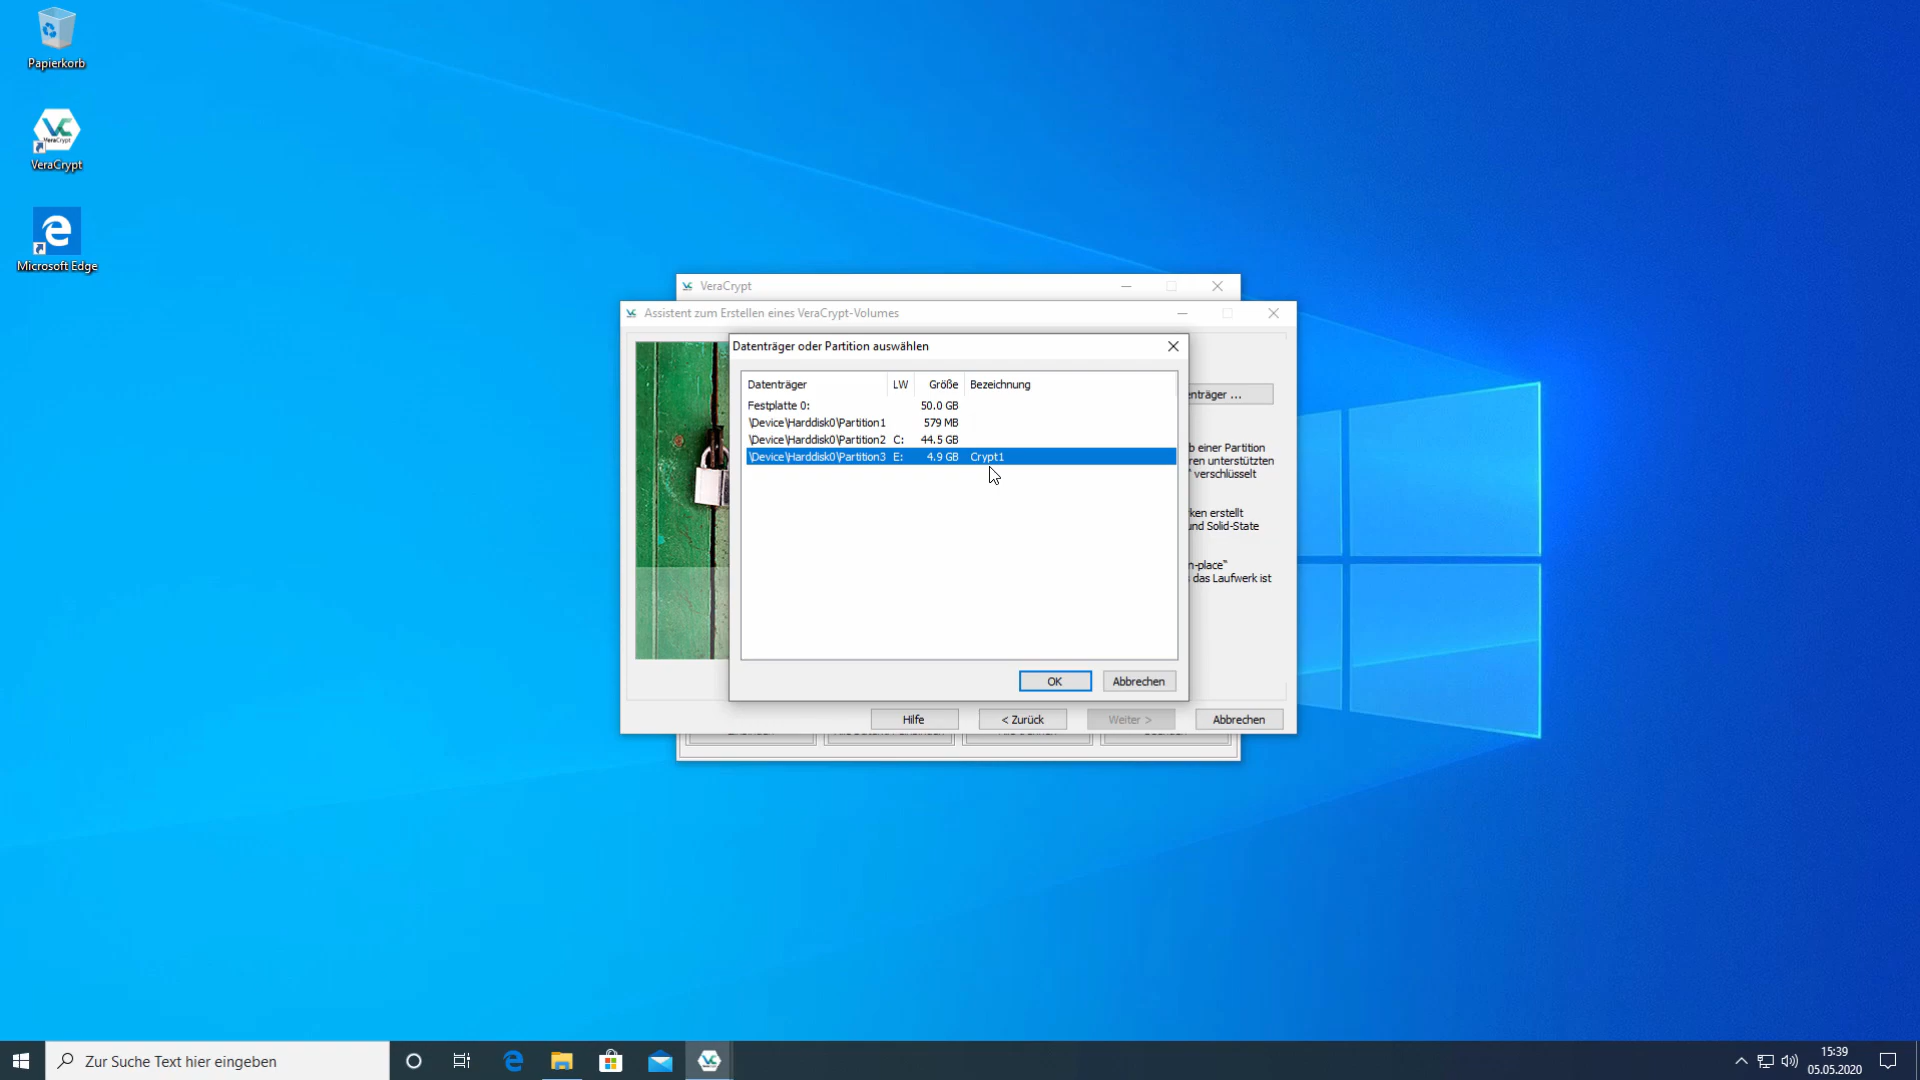 Papierkorb
VeraCrypt
VeraCrypt
Microsoft Edge
VeraCrypt
Assistent zum Erstellen eines VeraCrypt-Volumes
Datenträger oder Partition auswählen
Datenträger LW Größe Bezeichnung
Festplatte 0: 50.0 GB
\Device\Harddisk0\Partition1 579 MB
\Device\Harddisk0\Partition2 C: 44.5 GB
\Device\Harddisk0\Partition3 E: 4.9 GB Crypt1
enträger ...
b einer Partition
ren unterstützten
" verschlüsselt
ken erstellt
und Solid-State
n-place"
s das Laufwerk ist
OK Abbrechen
Hilfe < Zurück Weiter > Abbrechen
Zur Suche Text hier eingeben
15:39
05.05.2020